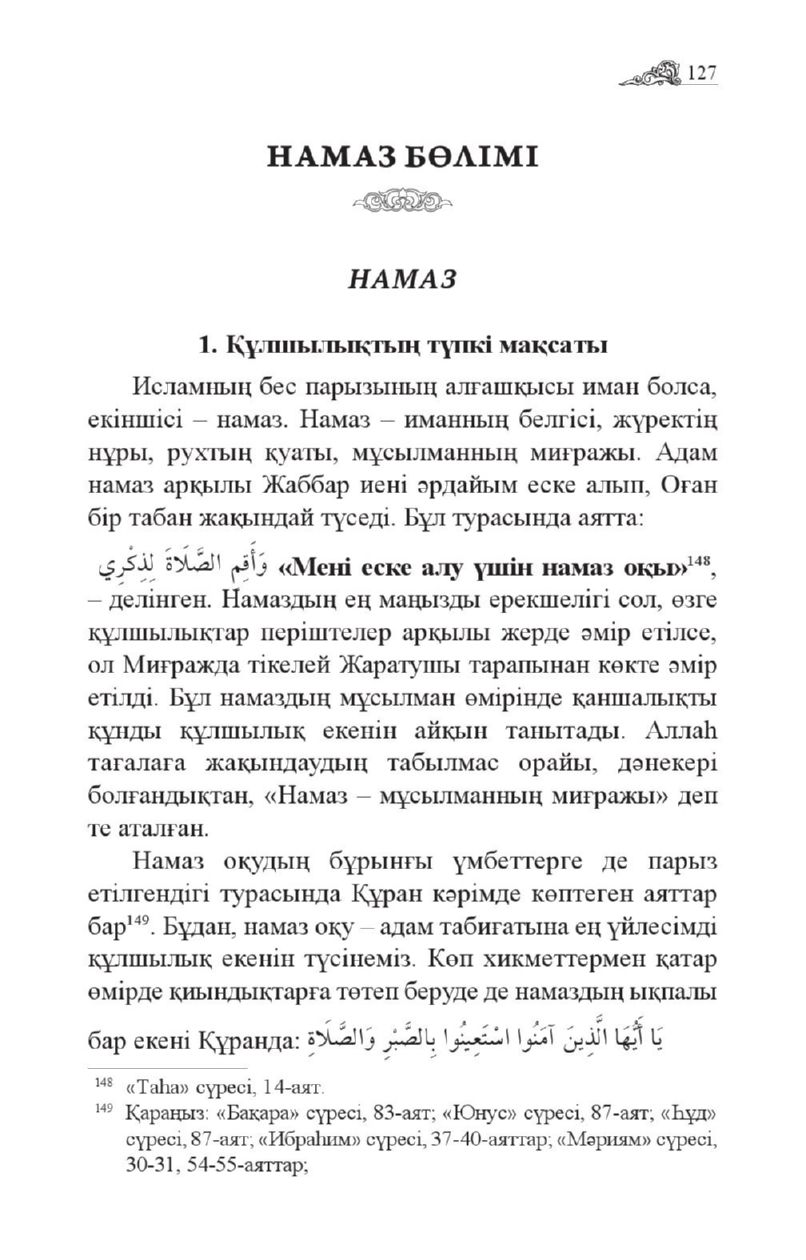 127
НАМАЗ БӨЛІМІ
НАМАЗ
1. Құлшылықтың түпкі мақсаты
Исламның бес парызының алғашқысы иман болса,
екіншісі – намаз. Намаз – иманның белгісі, жүректің
нұры, рухтың қуаты, мұсылманның миғражы. Адам
намаз арқылы Жаббар иені әрдайым еске алып, Оған
бір табан жақындай түседі. Бұл турасында аятта:
وَأَقِمِ الصَّلَاةَ لِذِكْرِي «Мені еске алу үшін намаз оқы»148,
– делінген. Намаздың ең маңызды ерекшелігі сол, өзге
құлшылықтар періштелер арқылы жерде әмір етілсе,
ол Миғражда тікелей Жаратушы тарапынан көкте әмір
етілді. Бұл намаздың мұсылман өмірінде қаншалықты
құнды құлшылық екенін айқын танытады. Аллаһ
тағалаға жақындаудың табылмас орайы, дәнекері
болғандықтан, «Намаз – мұсылманның миғражы» деп
те аталған.
Намаз оқудың бұрынғы үмбеттерге де парыз
етілгендігі турасында Құран кәрімде көптеген аяттар
бар149. Бұдан, намаз оқу – адам табиғатына ең үйлесімді
құлшылық екенін түсінеміз. Көп хикметтермен қатар
өмірде қиындықтарға төтеп беруде де намаздың ықпалы
бар екені Құранда: يَا أَيُّهَا الَّذِينَ آمَنُوا اسْتَعِينُوا بِالصَّبْرِ وَالصَّلَاةِ
148 «Таһа» сүресі, 14-аят.
149 Қараңыз: «Бақара» сүресі, 83-аят; «Юнус» сүресі, 87-аят; «Һұд»
сүресі, 87-аят; «Ибраһим» сүресі, 37-40-аяттар; «Мәриям» сүресі,
30-31, 54-55-аяттар;